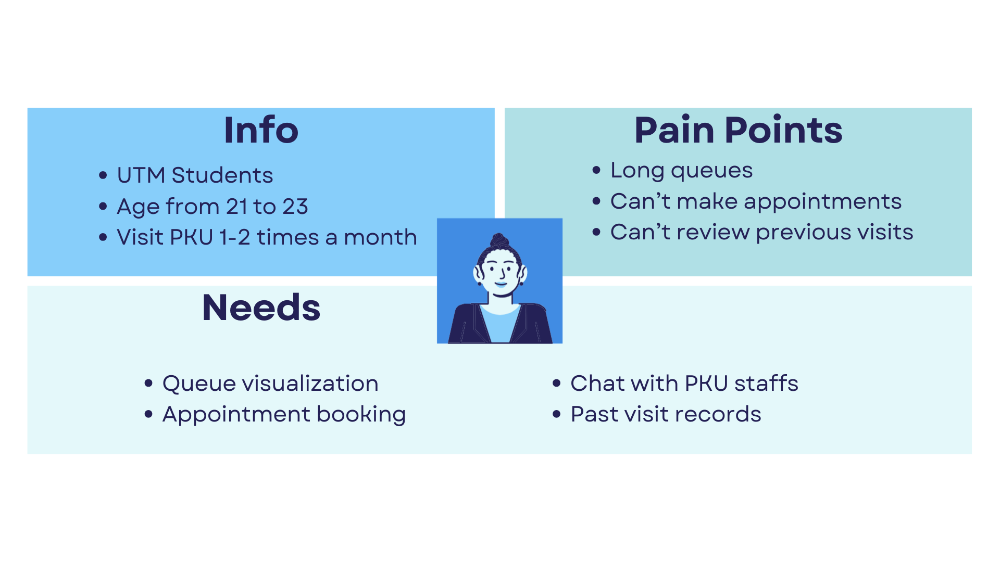 Info
• UTM Students
• Age from 21 to 23
• Visit PKU 1-2 times a month
Pain Points
• Long queues
• Can’t make appointments
• Can’t review previous visits
Needs
• Queue visualization
• Appointment booking
• Chat with PKU staffs
• Past visit records